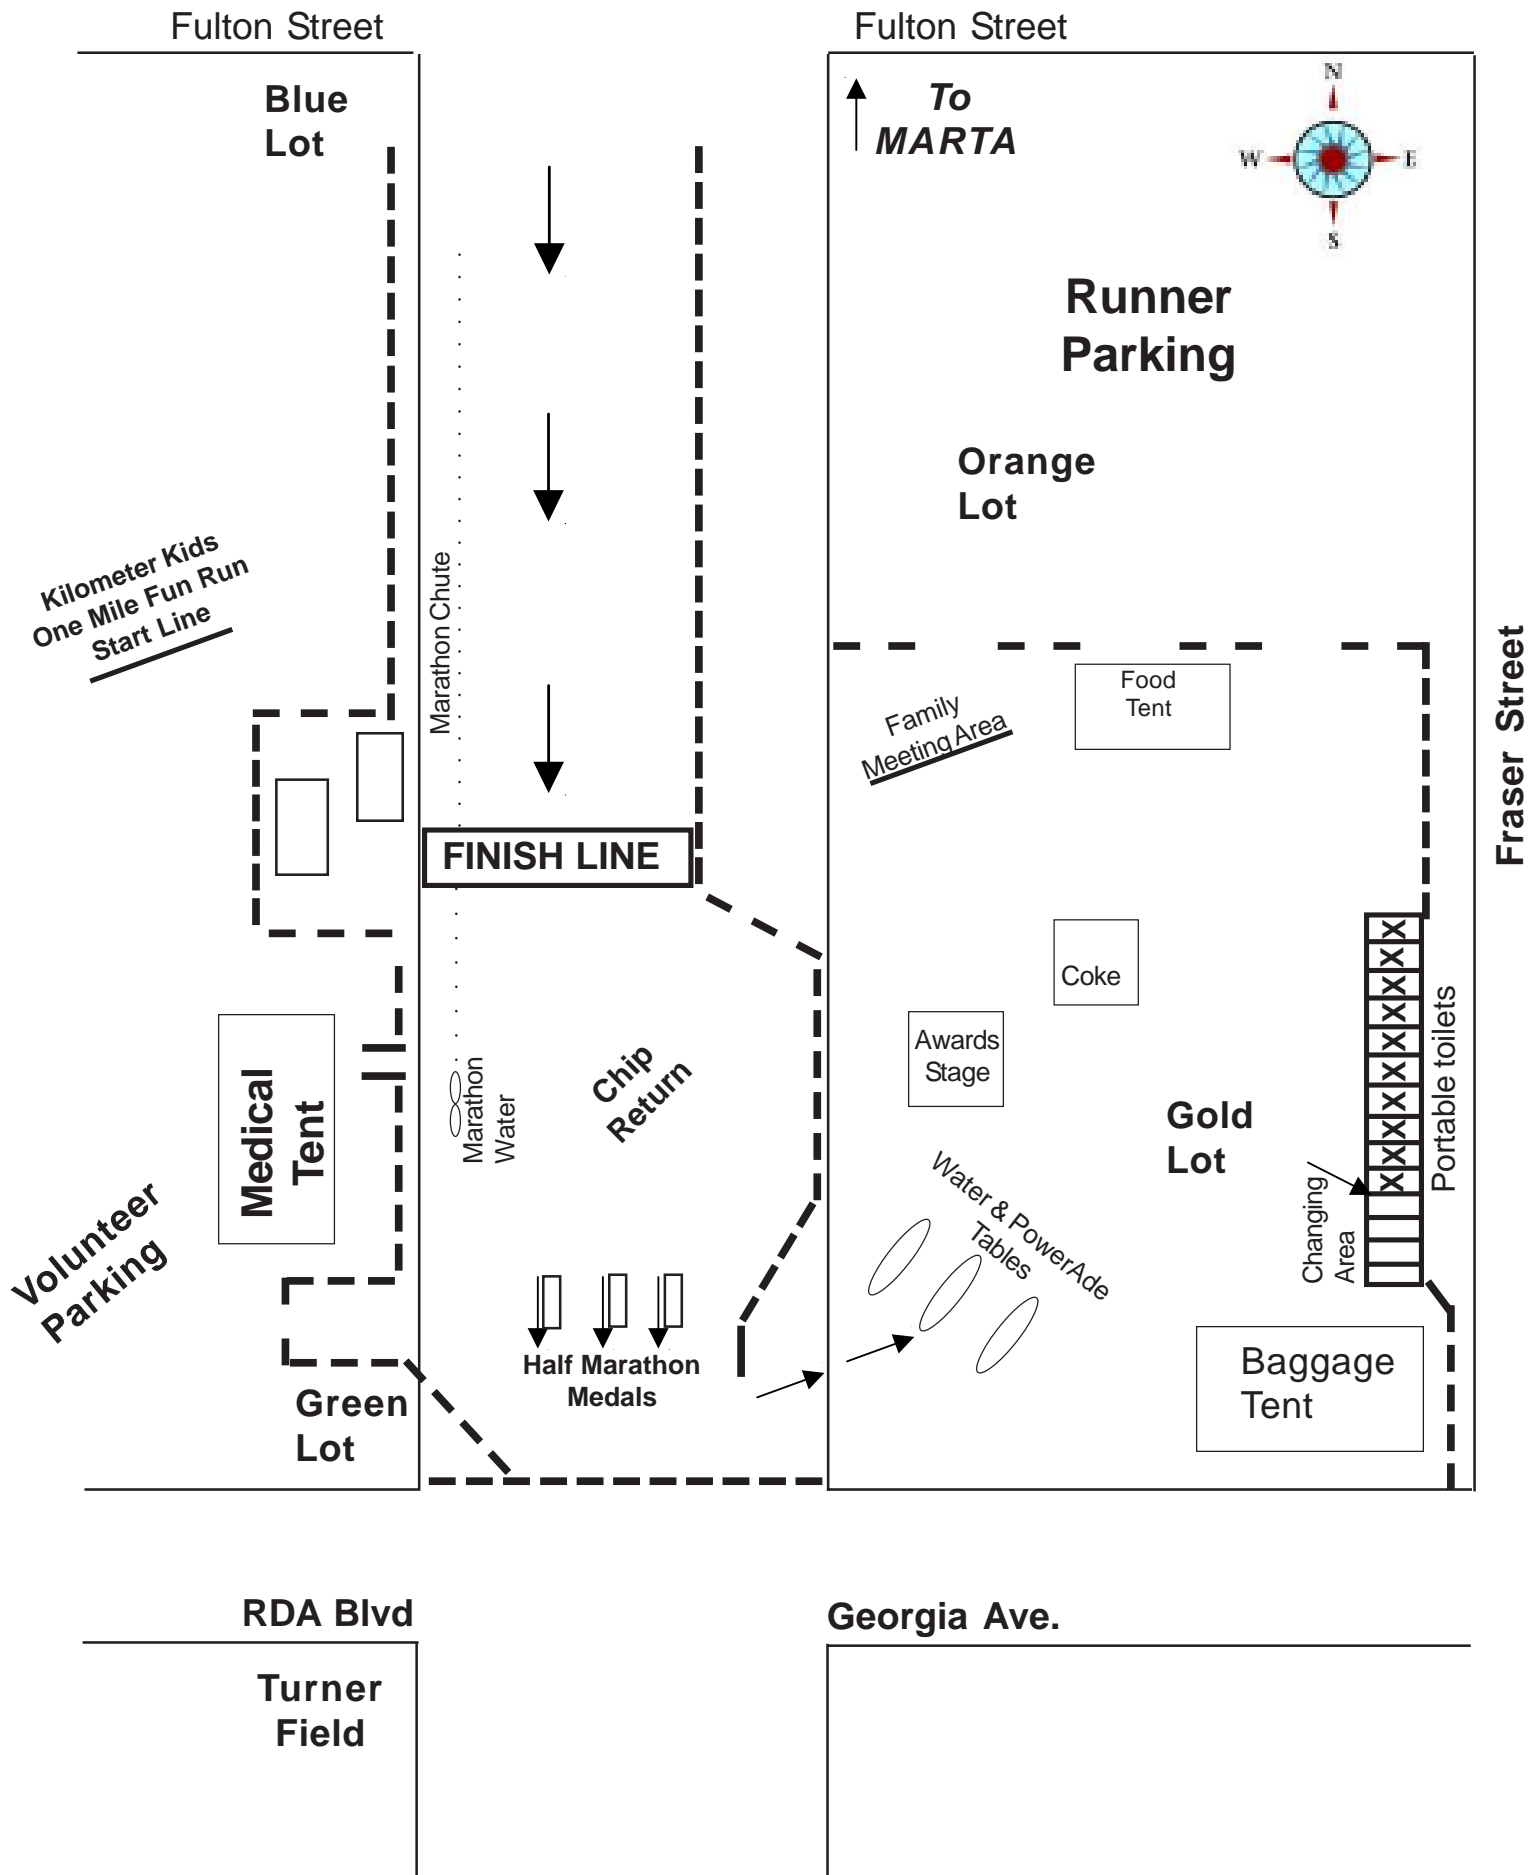 Fulton Street
Fulton Street
Blue
Lot
To
MARTA
N
W
E
S
Runner
Parking
Orange
Lot
Kilometer Kids
One Mile Fun Run
Start Line
Marathon Chute
Family
Meeting Area
Food
Tent
Fraser Street
FINISH LINE
Coke
Awards
Stage
X
X
X
X
X
X
X
X
X
X
Portable toilets
Medical
Tent
Marathon
Water
Chip
Return
Gold
Lot
Water & PowerAde
Tables
Changing
Area
Volunteer
Parking
Half Marathon
Medals
Baggage
Tent
Green
Lot
RDA Blvd
Georgia Ave.
Turner
Field